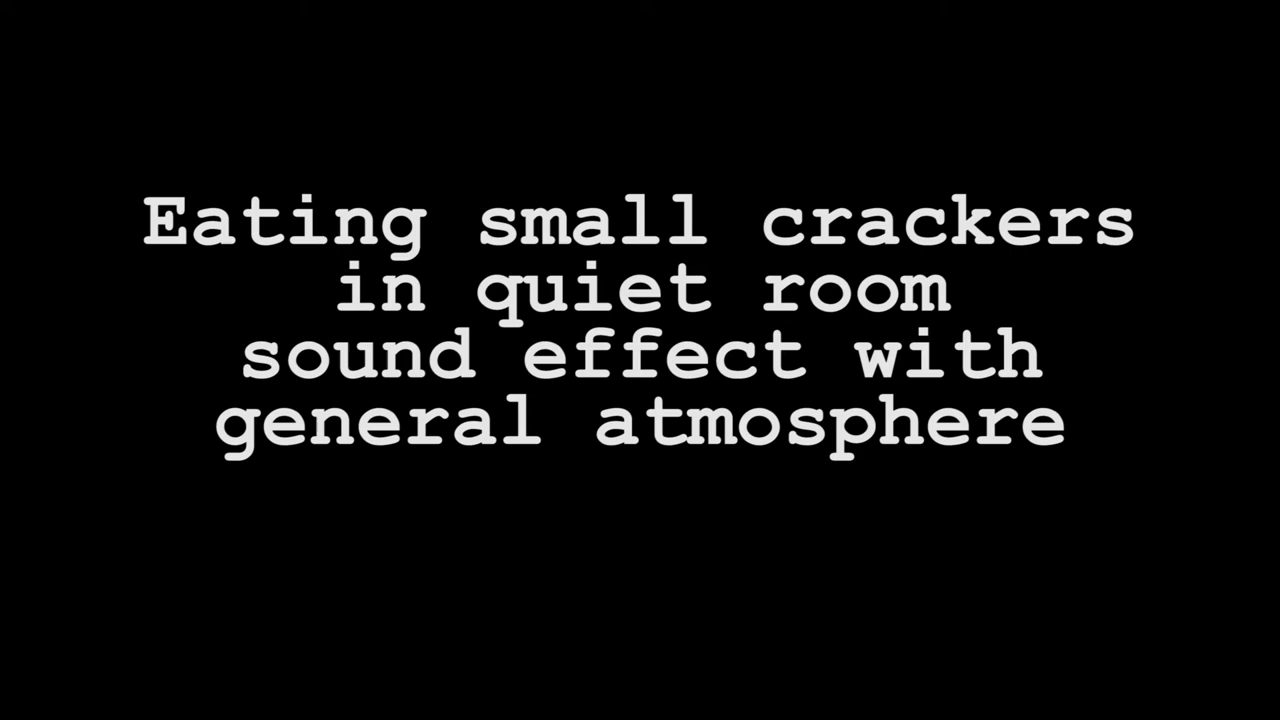 Eating small crackers
in quiet room
sound effect with
general atmosphere